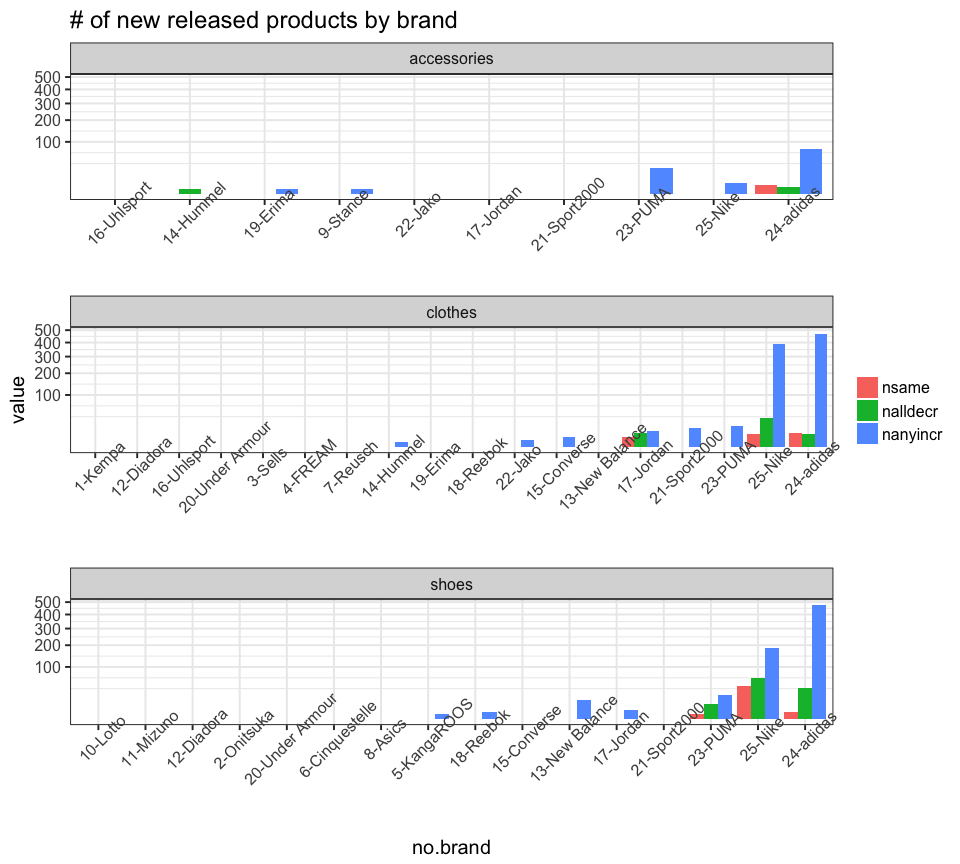 # of new released products by brand
accessories
500
400
300
200
100
16-Uhlsport
14-Hummel
19-Erima
9-Stance
22-Jako
17-Jordan
21-Sport2000
23-PUMA
25-Nike
24-adidas
clothes
500
400
300
200
100
1-Kempa
12-Diadora
16-Uhlsport
20-Under Armour
3-Sells
4-FREAM
7-Reusch
14-Hummel
19-Erima
18-Reebok
22-Jako
15-Converse
13-New Balance
17-Jordan
21-Sport2000
23-PUMA
25-Nike
24-adidas
value
nsame
nalldecr
nanyincr
shoes
500
400
300
200
100
10-Lotto
11-Mizuno
12-Diadora
2-Onitsuka
20-Under Armour
6-Cinquestelle
8-Asics
5-KangaROOS
18-Reebok
15-Converse
13-New Balance
17-Jordan
21-Sport2000
23-PUMA
25-Nike
24-adidas
no.brand